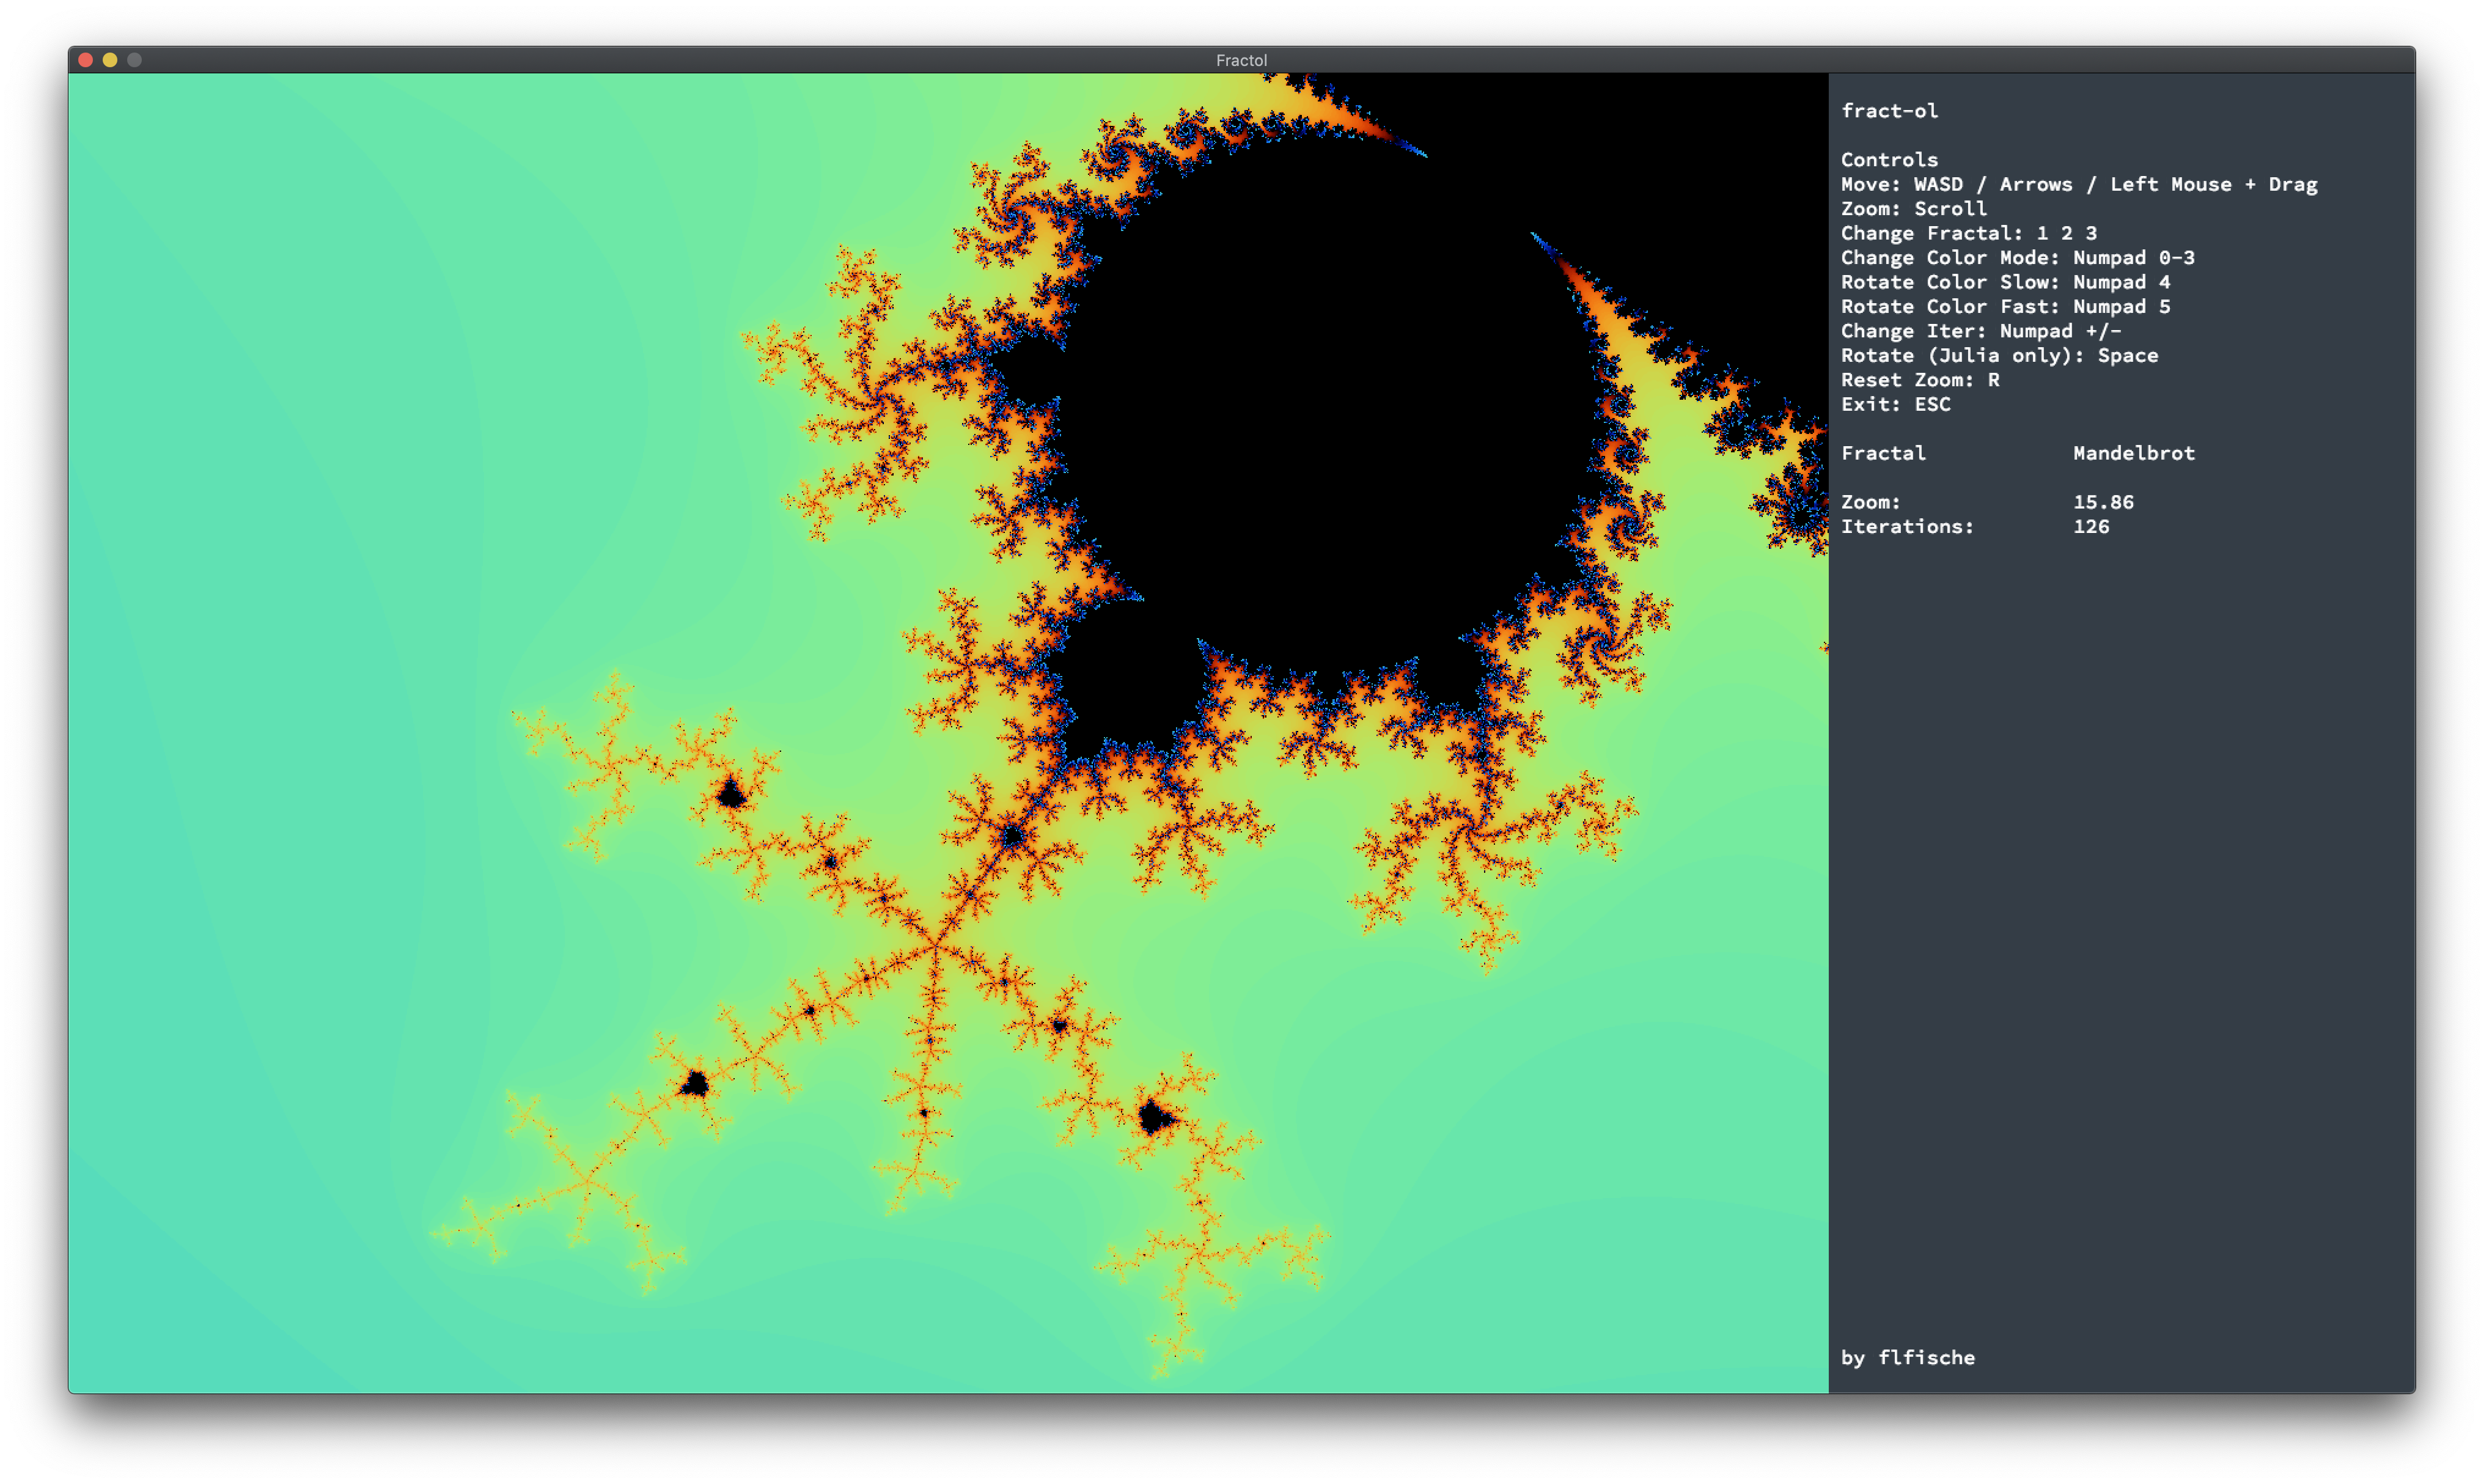 Fractol
fract-ol
Controls
Move: WASD / Arrows / Left Mouse + Drag
Zoom: Scroll
Change Fractal: 1 2 3
Change Color Mode: Numpad 0-3
Rotate Color Slow: Numpad 4
Rotate Color Fast: Numpad 5
Change Iter: Numpad +/-
Rotate (Julia only): Space
Reset Zoom: R
Exit: ESC
Fractal Mandelbrot
Zoom: 15.86
Iterations: 126
by flfische